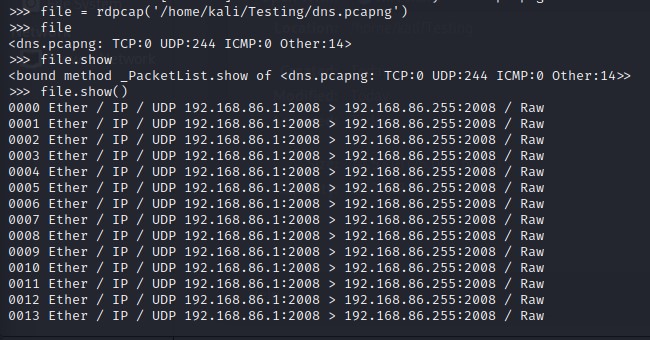 >>> file = rdpcap('/home/kali/Testing/dns.pcapng')
>>> file
<dns.pcapng: TCP:0 UDP:244 ICMP:0 Other:14>
>>> file.show
<bound method _PacketList.show of <dns.pcapng: TCP:0 UDP:244 ICMP:0 Other:14>>
>>> file.show()
0000 Ether / IP / UDP 192.168.86.1:2008 > 192.168.86.255:2008 / Raw
0001 Ether / IP / UDP 192.168.86.1:2008 > 192.168.86.255:2008 / Raw
0002 Ether / IP / UDP 192.168.86.1:2008 > 192.168.86.255:2008 / Raw
0003 Ether / IP / UDP 192.168.86.1:2008 > 192.168.86.255:2008 / Raw
0004 Ether / IP / UDP 192.168.86.1:2008 > 192.168.86.255:2008 / Raw
0005 Ether / IP / UDP 192.168.86.1:2008 > 192.168.86.255:2008 / Raw
0006 Ether / IP / UDP 192.168.86.1:2008 > 192.168.86.255:2008 / Raw
0007 Ether / IP / UDP 192.168.86.1:2008 > 192.168.86.255:2008 / Raw
0008 Ether / IP / UDP 192.168.86.1:2008 > 192.168.86.255:2008 / Raw
0009 Ether / IP / UDP 192.168.86.1:2008 > 192.168.86.255:2008 / Raw
0010 Ether / IP / UDP 192.168.86.1:2008 > 192.168.86.255:2008 / Raw
0011 Ether / IP / UDP 192.168.86.1:2008 > 192.168.86.255:2008 / Raw
0012 Ether / IP / UDP 192.168.86.1:2008 > 192.168.86.255:2008 / Raw
0013 Ether / IP / UDP 192.168.86.1:2008 > 192.168.86.255:2008 / Raw